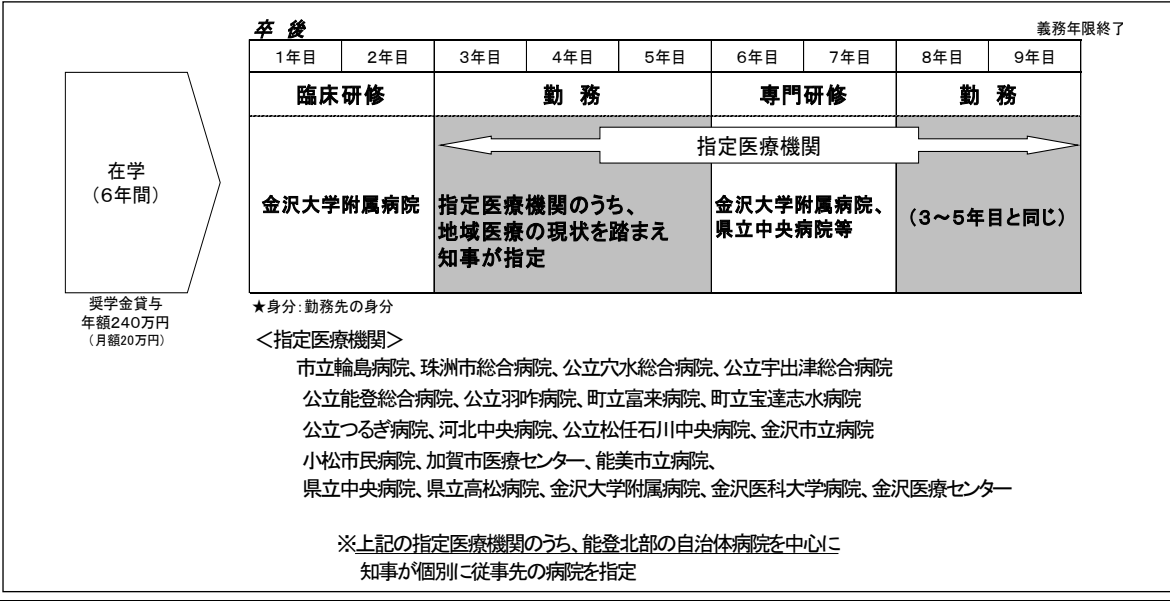 卒 後
義務年限終了
1年目 2年目 3年目 4年目 5年目 6年目 7年目 8年目 9年目
臨床研修 勤 務 専門研修 勤 務
指定医療機関
在学
(6年間)
金沢大学附属病院
指定医療機関のうち、
地域医療の現状を踏まえ
知事が指定
金沢大学附属病院、
県立中央病院等
(3~5年目と同じ)
奨学金貸与
年額240万円
(月額20万円)
★身分:勤務先の身分
<指定医療機関>
市立輪島病院、珠洲市総合病院、公立穴水総合病院、公立宇出津総合病院
公立能登総合病院、公立羽咋病院、町立富来病院、町立宝達志水病院
公立つるぎ病院、河北中央病院、公立松任石川中央病院、金沢市立病院
小松市民病院、加賀市医療センター、能美市立病院、
県立中央病院、県立高松病院、金沢大学附属病院、金沢医科大学病院、金沢医療センター
※上記の指定医療機関のうち、能登北部の自治体病院を中心に
知事が個別に従事先の病院を指定